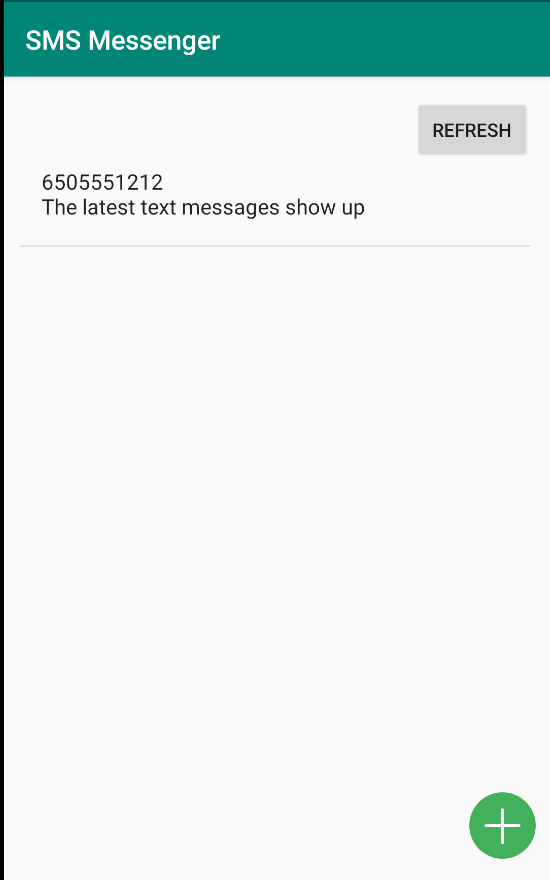 SMS Messenger
REFRESH
6505551212
The latest text messages show up